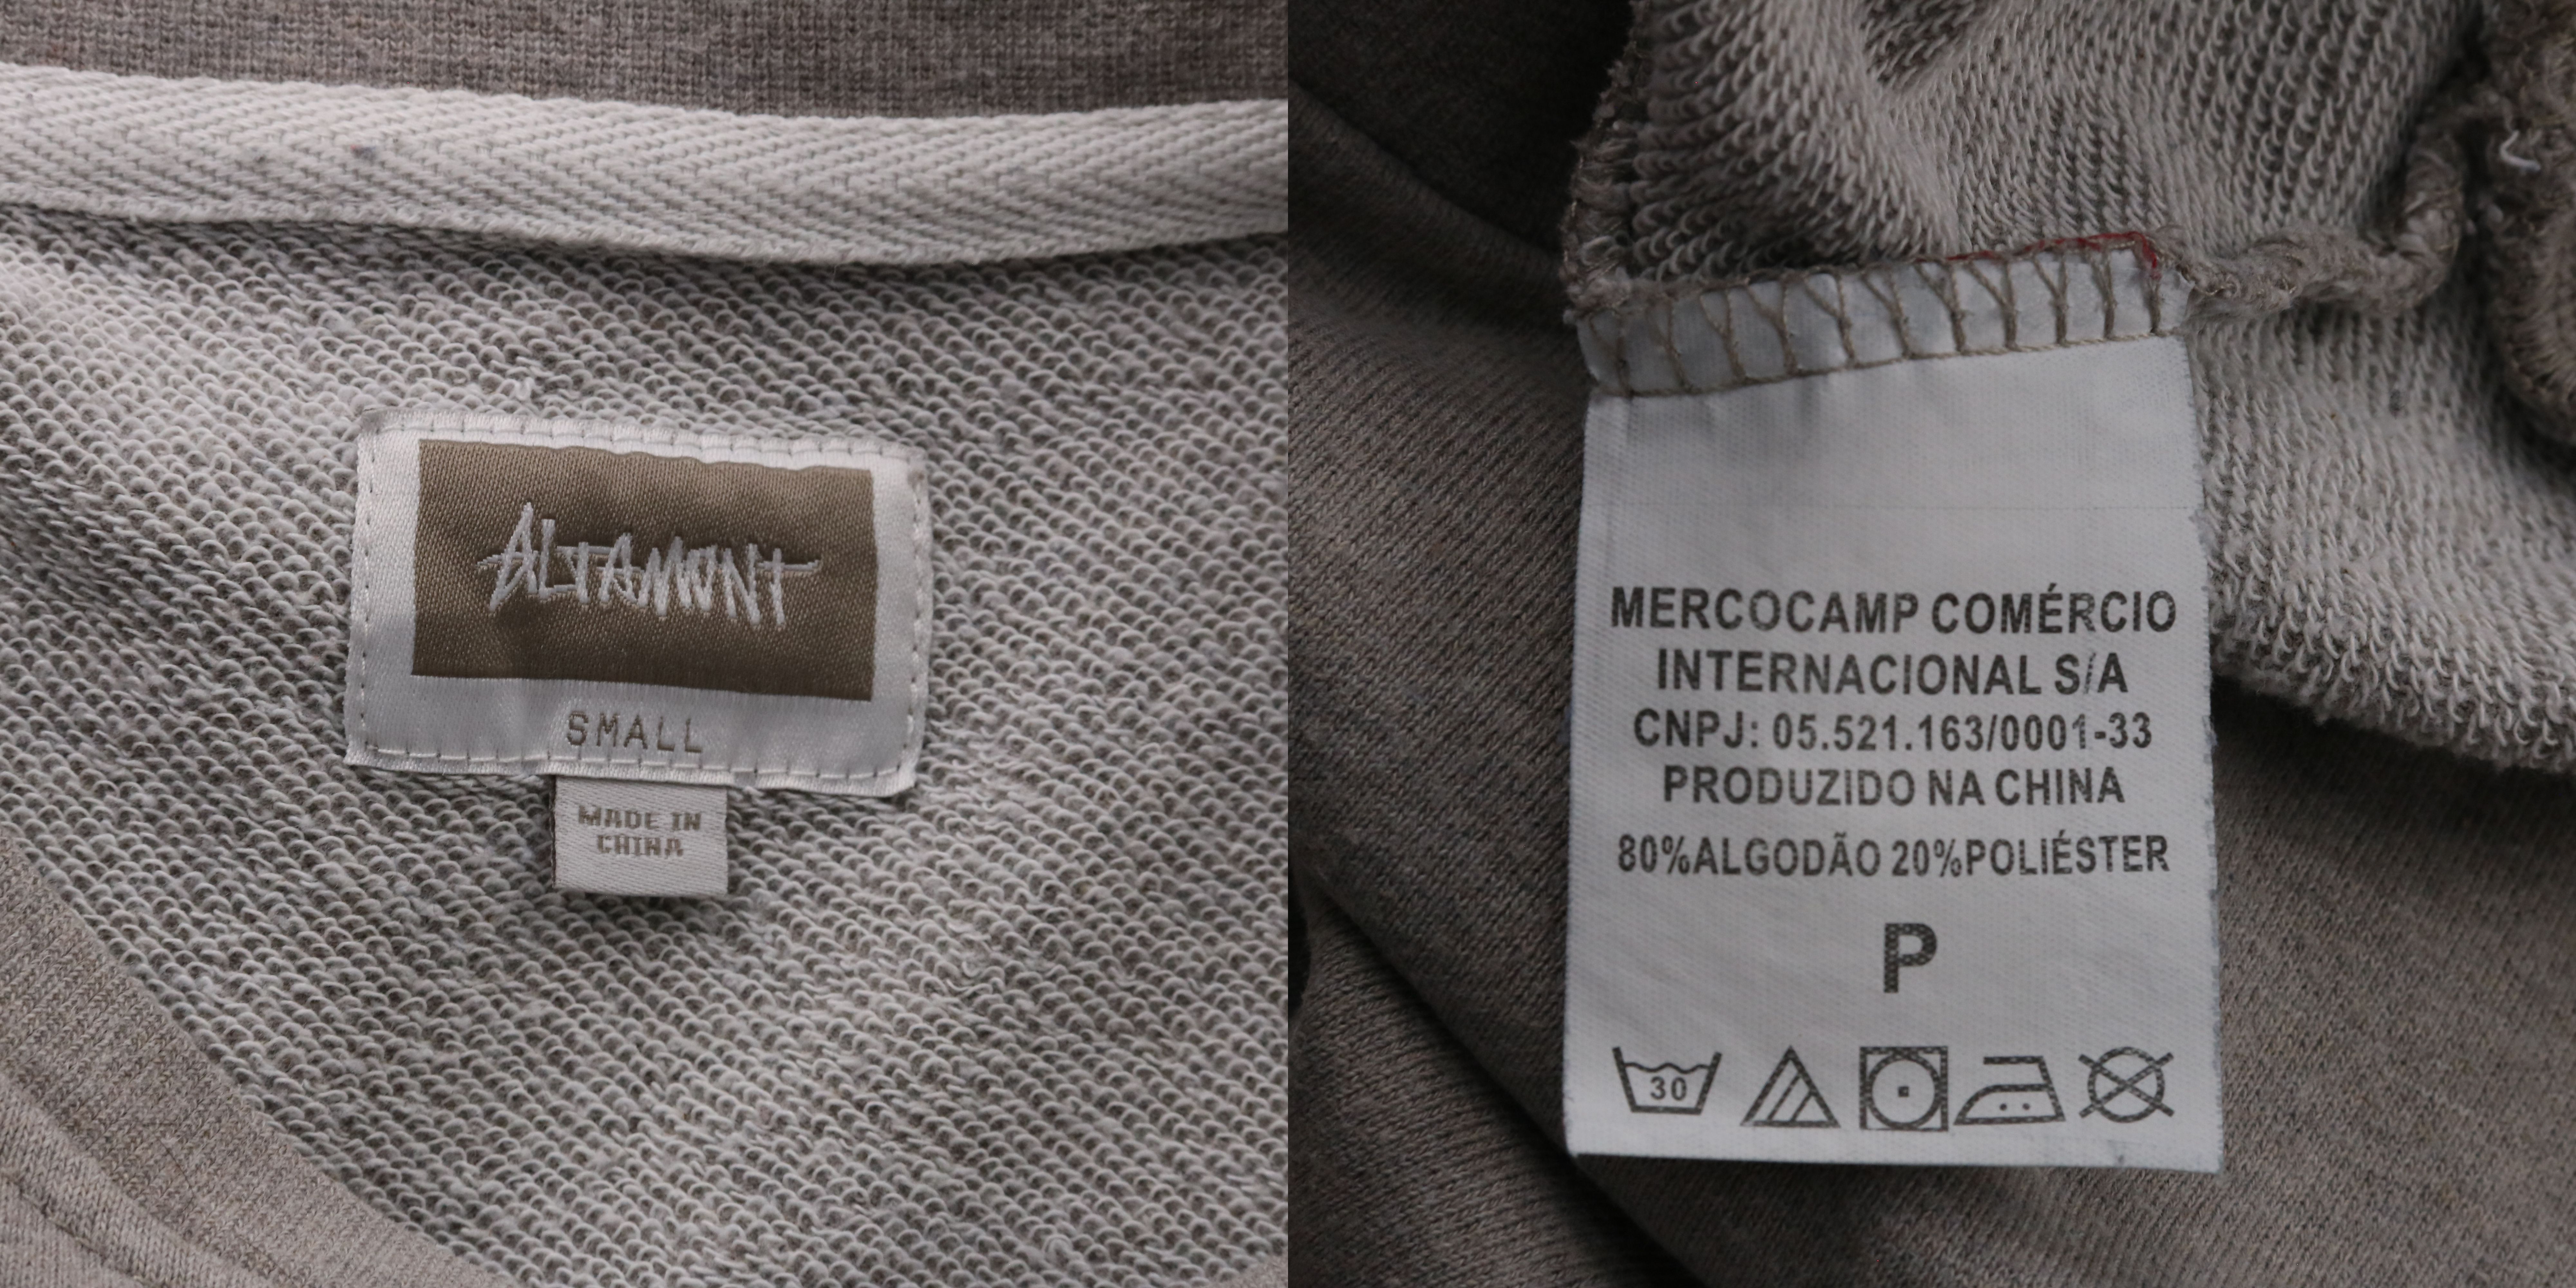 ALTAMONT
SMALL
MADE IN
CHINA
MERCOCAMP COMÉRCIO
INTERNACIONAL S/A
CNPJ: 05.521.163/0001-33
PRODUZIDO NA CHINA
80%ALGODÃO 20%POLIÉSTER
P
30